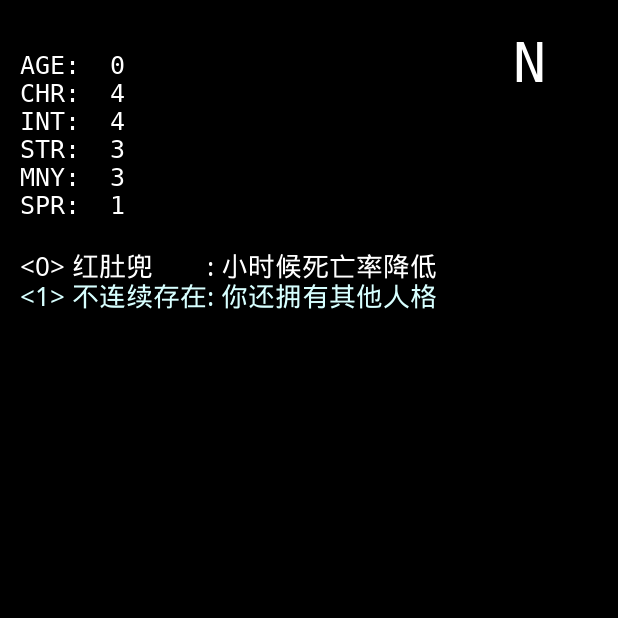 N
AGE: 0
CHR: 4
INT: 4
STR: 3
MNY: 3
SPR: 1
<0> 红肚兜 : 小时候死亡率降低
<1> 不连续存在: 你还拥有其他人格